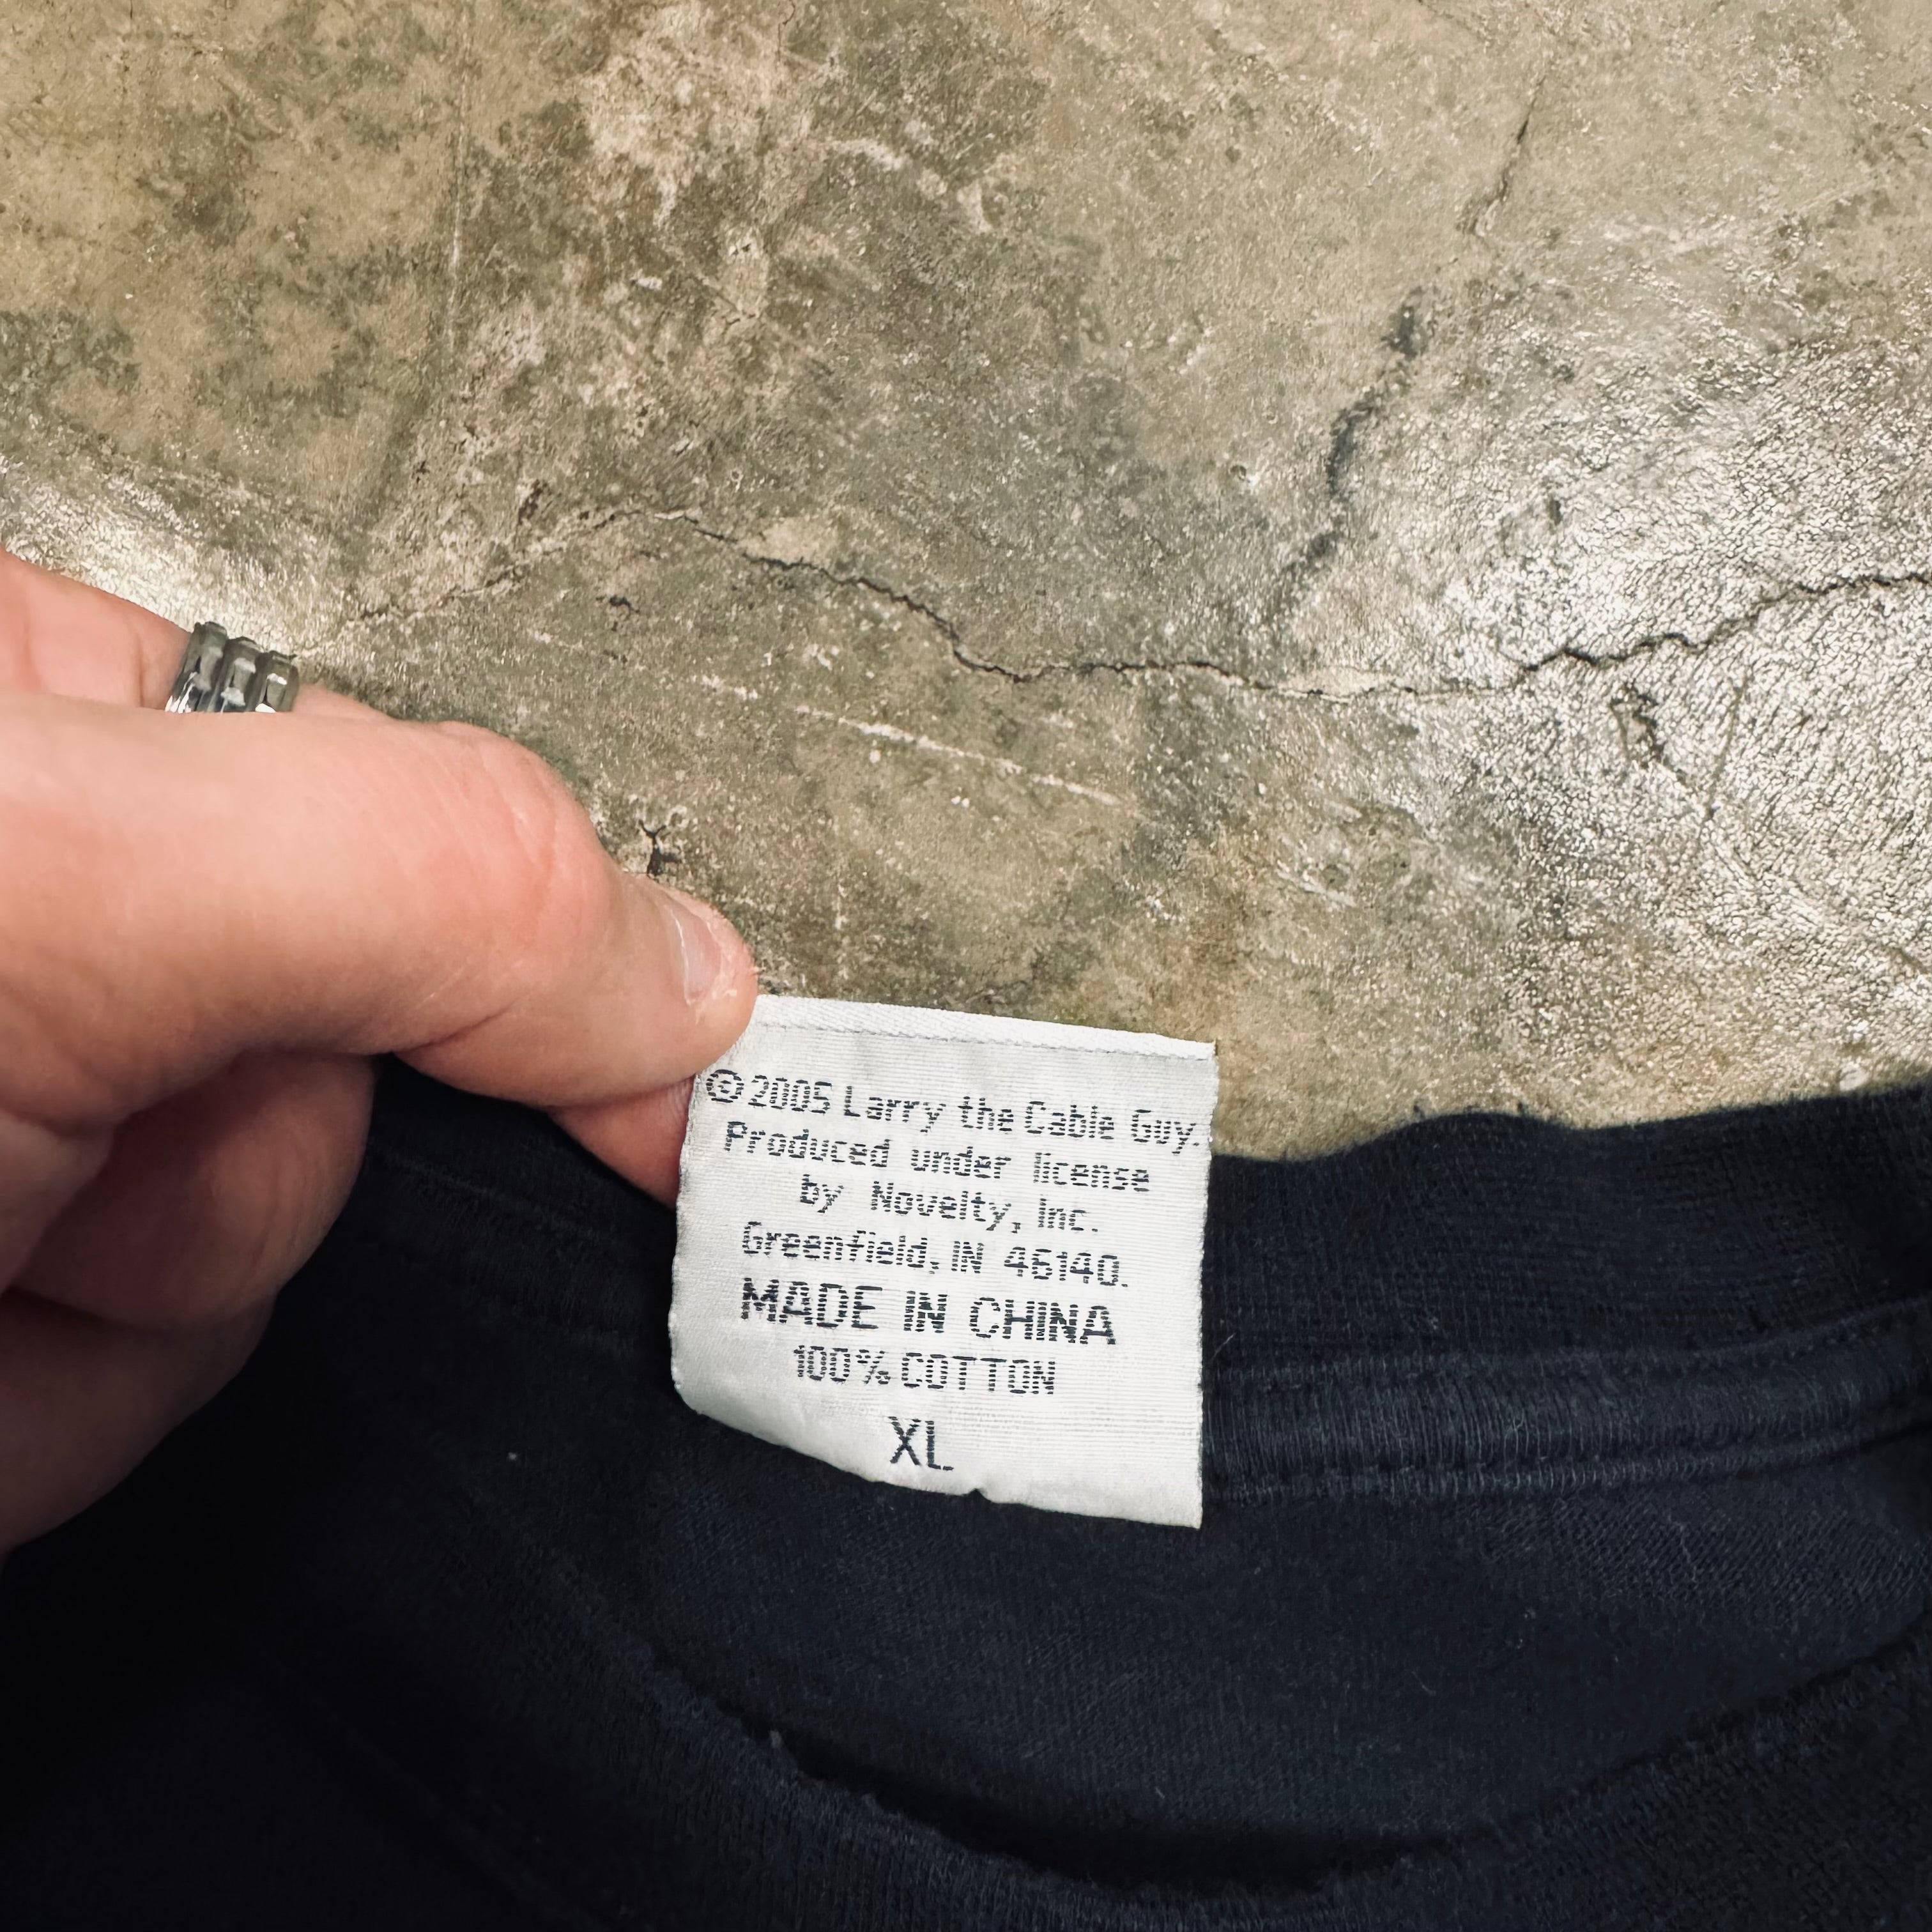 ©2005 Larry the Cable Guy.
Produced under license
by Novelty, Inc.
Greenfield, IN 46140.
MADE IN CHINA
100% COTTON
XL